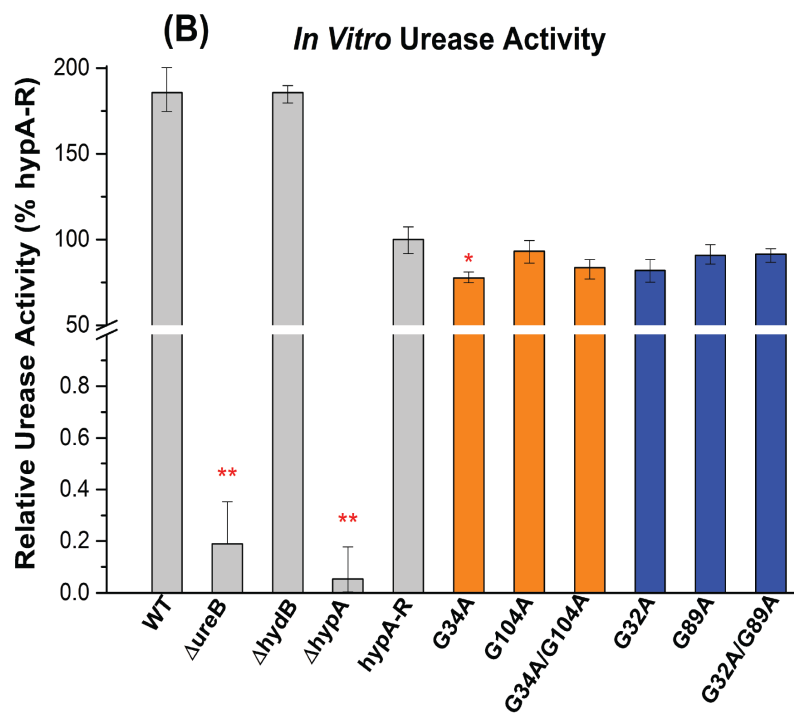 (B)
In Vitro Urease Activity
Relative Urease Activity (% hypA-R)
200
150
100
50
0.8
0.6
0.4
0.2
0.0
**
**
*
WT
ΔureB
ΔhydB
ΔhypA
hypA-R
G34A
G104A
G34A/G104A
G32A
G89A
G32A/G89A